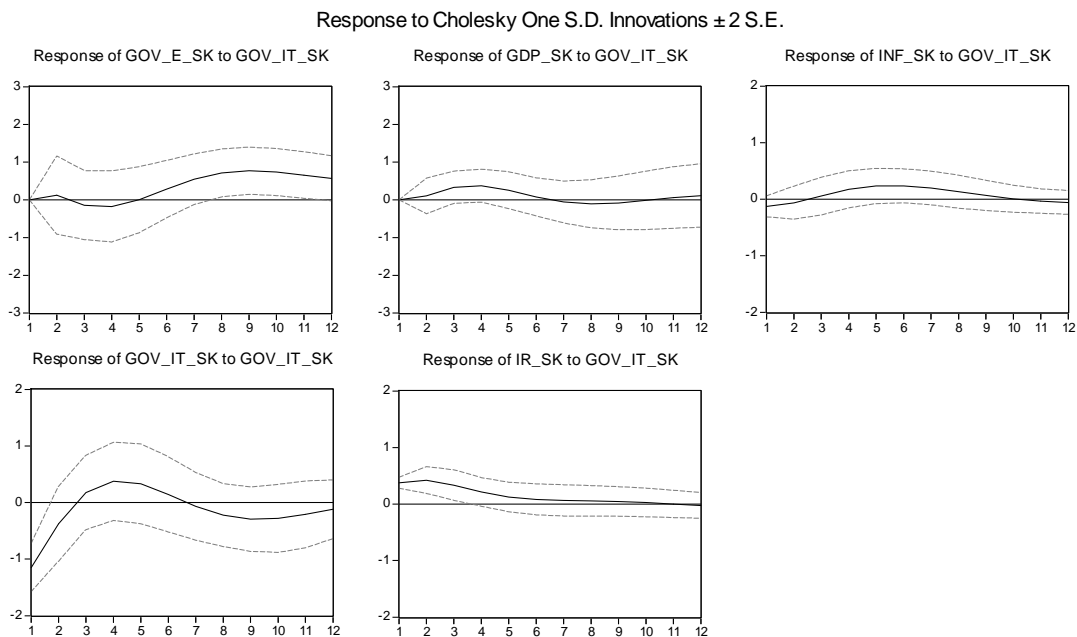 Response to Cholesky One S.D. Innovations ± 2 S.E.
Response of GOV_E_SK to GOV_IT_SK
3
2
1
0
-1
-2
-3
1 2 3 4 5 6 7 8 9 10 11 12
Response of GDP_SK to GOV_IT_SK
3
2
1
0
-1
-2
-3
1 2 3 4 5 6 7 8 9 10 11 12
Response of INF_SK to GOV_IT_SK
2
1
0
-1
-2
1 2 3 4 5 6 7 8 9 10 11 12
Response of GOV_IT_SK to GOV_IT_SK
2
1
0
-1
-2
1 2 3 4 5 6 7 8 9 10 11 12
Response of IR_SK to GOV_IT_SK
2
1
0
-1
-2
1 2 3 4 5 6 7 8 9 10 11 12